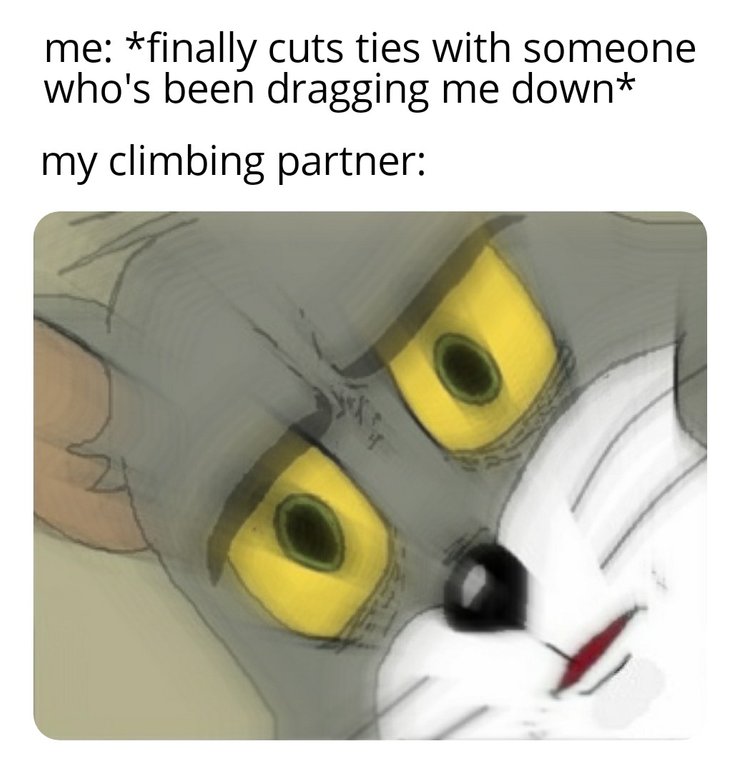 me: *finally cuts ties with someone
who's been dragging me down*
my climbing partner: